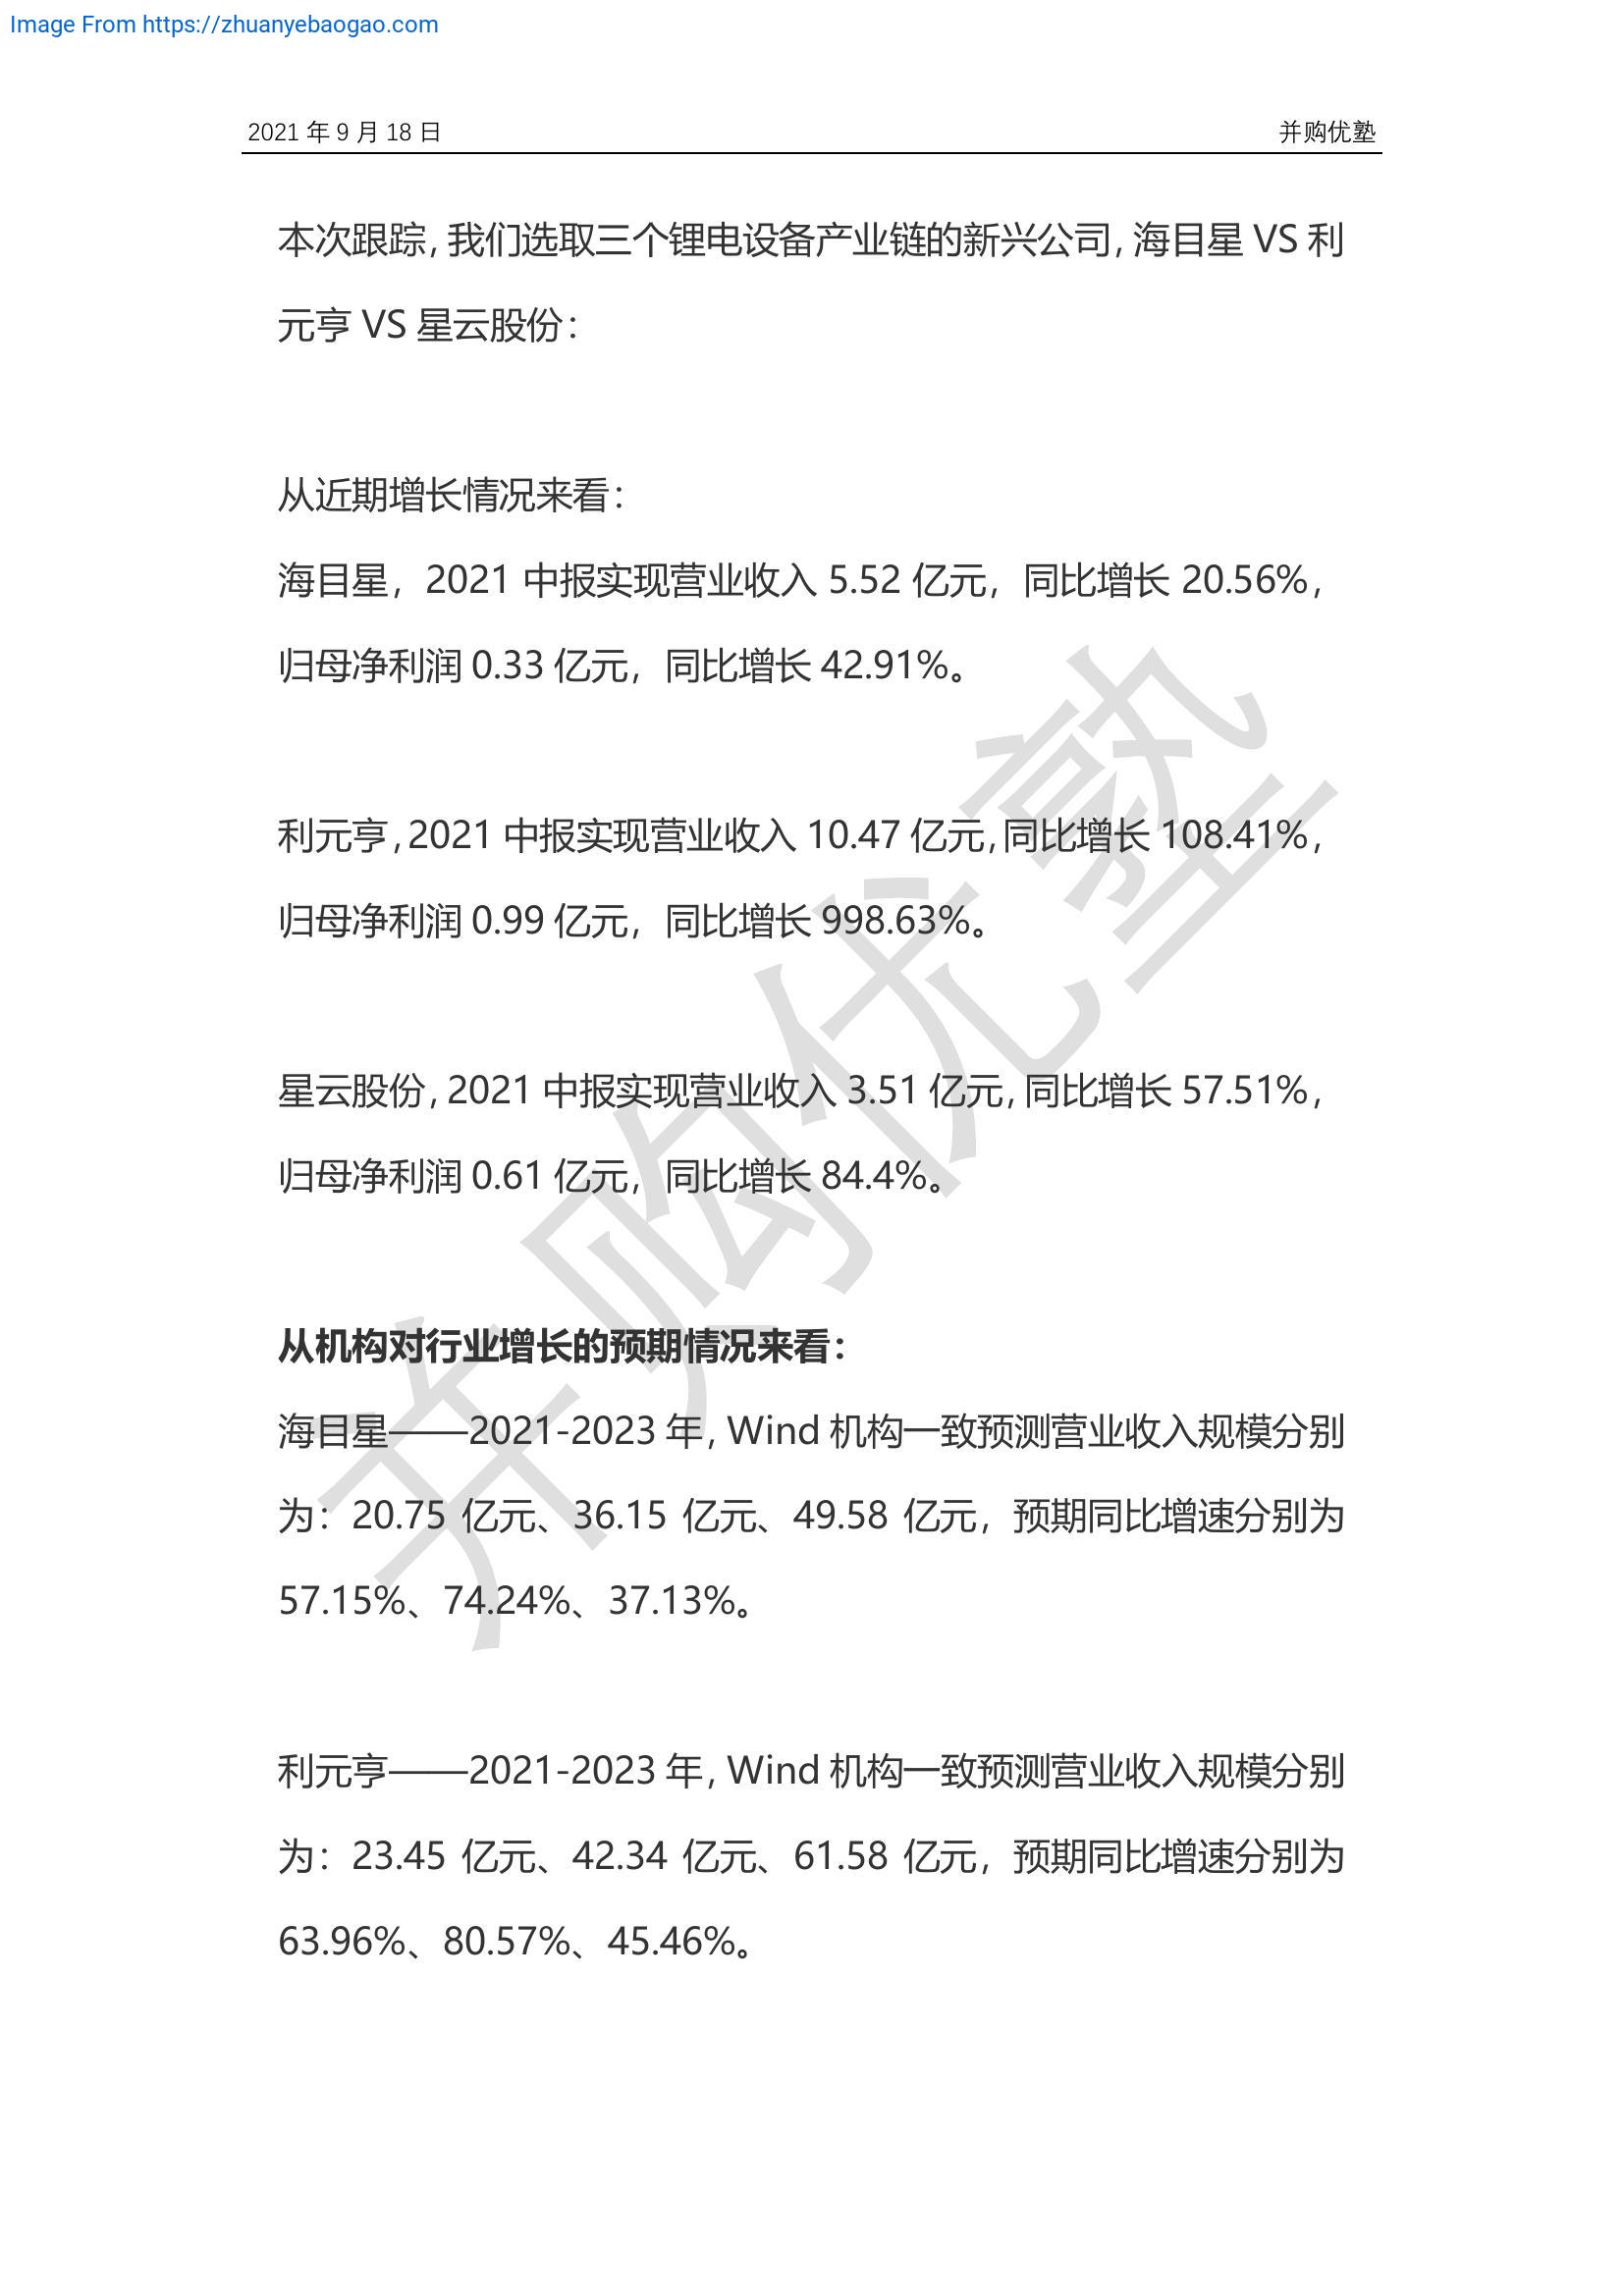 Image From https://zhuanyebaogao.com
2021 年 9 月 18 日 并购优塾
本次跟踪，我们选取三个锂电设备产业链的新兴公司，海目星 VS 利
元亨 VS 星云股份：
从近期增长情况来看：
海目星，2021 中报实现营业收入 5.52 亿元，同比增长 20.56%，
归母净利润 0.33 亿元，同比增长 42.91%。
利元亨，2021 中报实现营业收入 10.47 亿元，同比增长 108.41%，
归母净利润 0.99 亿元，同比增长 998.63%。
星云股份，2021 中报实现营业收入 3.51 亿元，同比增长 57.51%，
归母净利润 0.61 亿元，同比增长 84.4%。
从机构对行业增长的预期情况来看：
海目星——2021-2023 年，Wind 机构一致预测营业收入规模分别
为：20.75 亿元、36.15 亿元、49.58 亿元，预期同比增速分别为
57.15%、74.24%、37.13%。
利元亨——2021-2023 年，Wind 机构一致预测营业收入规模分别
为：23.45 亿元、42.34 亿元、61.58 亿元，预期同比增速分别为
63.96%、80.57%、45.46%。
并购优塾